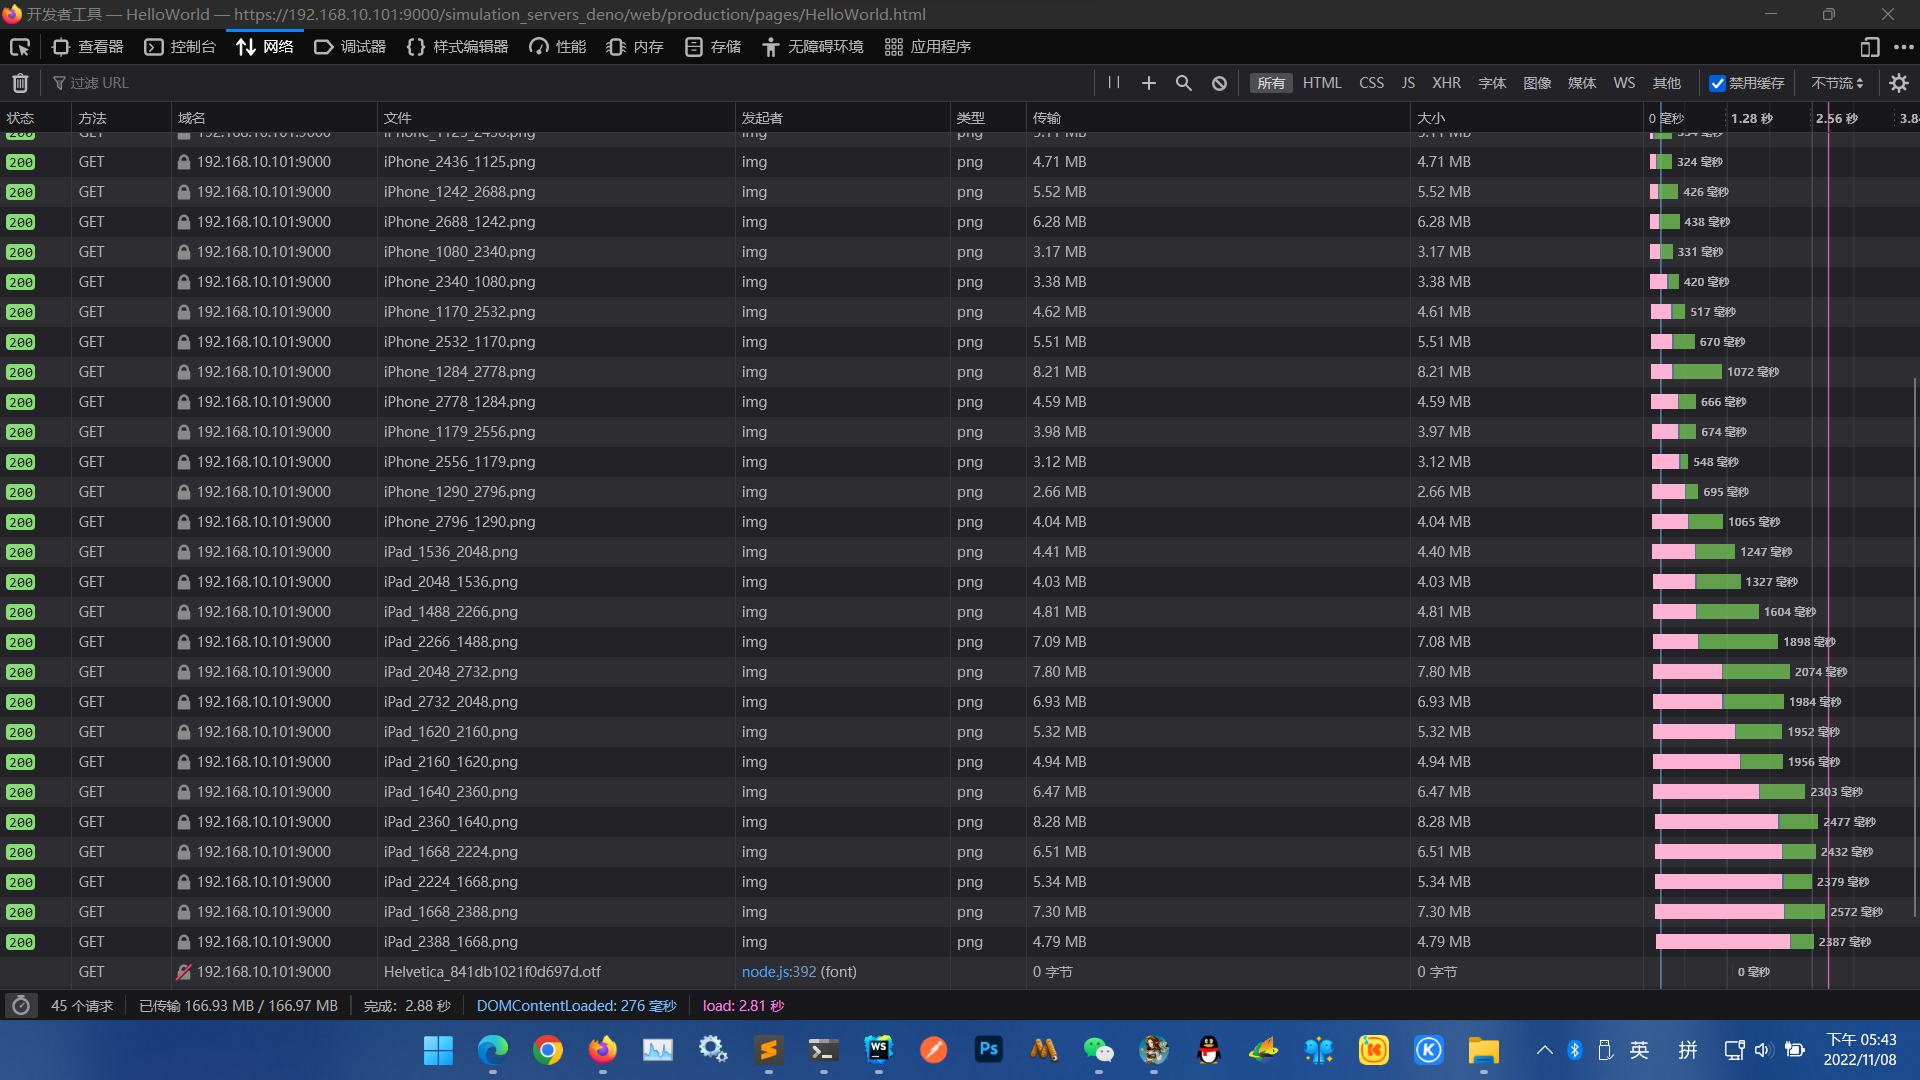 开发者工具 — HelloWorld — https://192.168.10.101:9000/simulation_servers_deno/web/production/pages/HelloWorld.html
查看器 控制台 网络 调试器 样式编辑器 性能 内存 存储 无障碍环境 应用程序
过滤 URL 所有 HTML CSS JS XHR 字体 图像 媒体 WS 其他 禁用缓存 不节流
状态 方法 域名 文件 发起者 类型 传输 大小 0 毫秒 1.28 秒 2.56 秒 3.84
200 GET 192.168.10.101:9000 iPhone_1125_2436.png img png 3.11 MB 3.11 MB 334 毫秒
200 GET 192.168.10.101:9000 iPhone_2436_1125.png img png 4.71 MB 4.71 MB 324 毫秒
200 GET 192.168.10.101:9000 iPhone_1242_2688.png img png 5.52 MB 5.52 MB 426 毫秒
200 GET 192.168.10.101:9000 iPhone_2688_1242.png img png 6.28 MB 6.28 MB 438 毫秒
200 GET 192.168.10.101:9000 iPhone_1080_2340.png img png 3.17 MB 3.17 MB 331 毫秒
200 GET 192.168.10.101:9000 iPhone_2340_1080.png img png 3.38 MB 3.38 MB 420 毫秒
200 GET 192.168.10.101:9000 iPhone_1170_2532.png img png 4.62 MB 4.61 MB 517 毫秒
200 GET 192.168.10.101:9000 iPhone_2532_1170.png img png 5.51 MB 5.51 MB 670 毫秒
200 GET 192.168.10.101:9000 iPhone_1284_2778.png img png 8.21 MB 8.21 MB 1072 毫秒
200 GET 192.168.10.101:9000 iPhone_2778_1284.png img png 4.59 MB 4.59 MB 666 毫秒
200 GET 192.168.10.101:9000 iPhone_1179_2556.png img png 3.98 MB 3.97 MB 674 毫秒
200 GET 192.168.10.101:9000 iPhone_2556_1179.png img png 3.12 MB 3.12 MB 548 毫秒
200 GET 192.168.10.101:9000 iPhone_1290_2796.png img png 2.66 MB 2.66 MB 695 毫秒
200 GET 192.168.10.101:9000 iPhone_2796_1290.png img png 4.04 MB 4.04 MB 1065 毫秒
200 GET 192.168.10.101:9000 iPad_1536_2048.png img png 4.41 MB 4.40 MB 1247 毫秒
200 GET 192.168.10.101:9000 iPad_2048_1536.png img png 4.03 MB 4.03 MB 1327 毫秒
200 GET 192.168.10.101:9000 iPad_1488_2266.png img png 4.81 MB 4.81 MB 1604 毫秒
200 GET 192.168.10.101:9000 iPad_2266_1488.png img png 7.09 MB 7.08 MB 1898 毫秒
200 GET 192.168.10.101:9000 iPad_2048_2732.png img png 7.80 MB 7.80 MB 2074 毫秒
200 GET 192.168.10.101:9000 iPad_2732_2048.png img png 6.93 MB 6.93 MB 1984 毫秒
200 GET 192.168.10.101:9000 iPad_1620_2160.png img png 5.32 MB 5.32 MB 1952 毫秒
200 GET 192.168.10.101:9000 iPad_2160_1620.png img png 4.94 MB 4.94 MB 1956 毫秒
200 GET 192.168.10.101:9000 iPad_1640_2360.png img png 6.47 MB 6.47 MB 2303 毫秒
200 GET 192.168.10.101:9000 iPad_2360_1640.png img png 8.28 MB 8.28 MB 2477 毫秒
200 GET 192.168.10.101:9000 iPad_1668_2224.png img png 6.51 MB 6.51 MB 2432 毫秒
200 GET 192.168.10.101:9000 iPad_2224_1668.png img png 5.34 MB 5.34 MB 2379 毫秒
200 GET 192.168.10.101:9000 iPad_1668_2388.png img png 7.30 MB 7.30 MB 2572 毫秒
200 GET 192.168.10.101:9000 iPad_2388_1668.png img png 4.79 MB 4.79 MB 2387 毫秒
GET 192.168.10.101:9000 Helvetica_841db1021f0d697d.otf node.js:392 (font) 0 字节 0 字节 0 毫秒
45 个请求 已传输 166.93 MB / 166.97 MB 完成：2.88 秒 DOMContentLoaded: 276 毫秒 load: 2.81 秒
WS Ps K K 英 拼 下午 05:43
2022/11/08